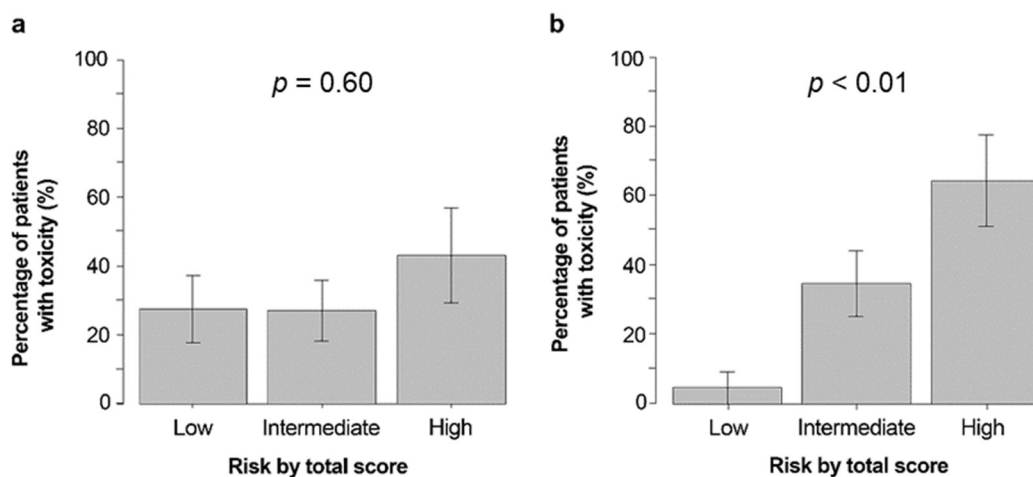 a
100
80
60
40
20
0
Percentage of patients
with toxicity (%)
p = 0.60
Low Intermediate High
Risk by total score
b
100
80
60
40
20
0
Percentage of patients
with toxicity (%)
p < 0.01
Low Intermediate High
Risk by total score